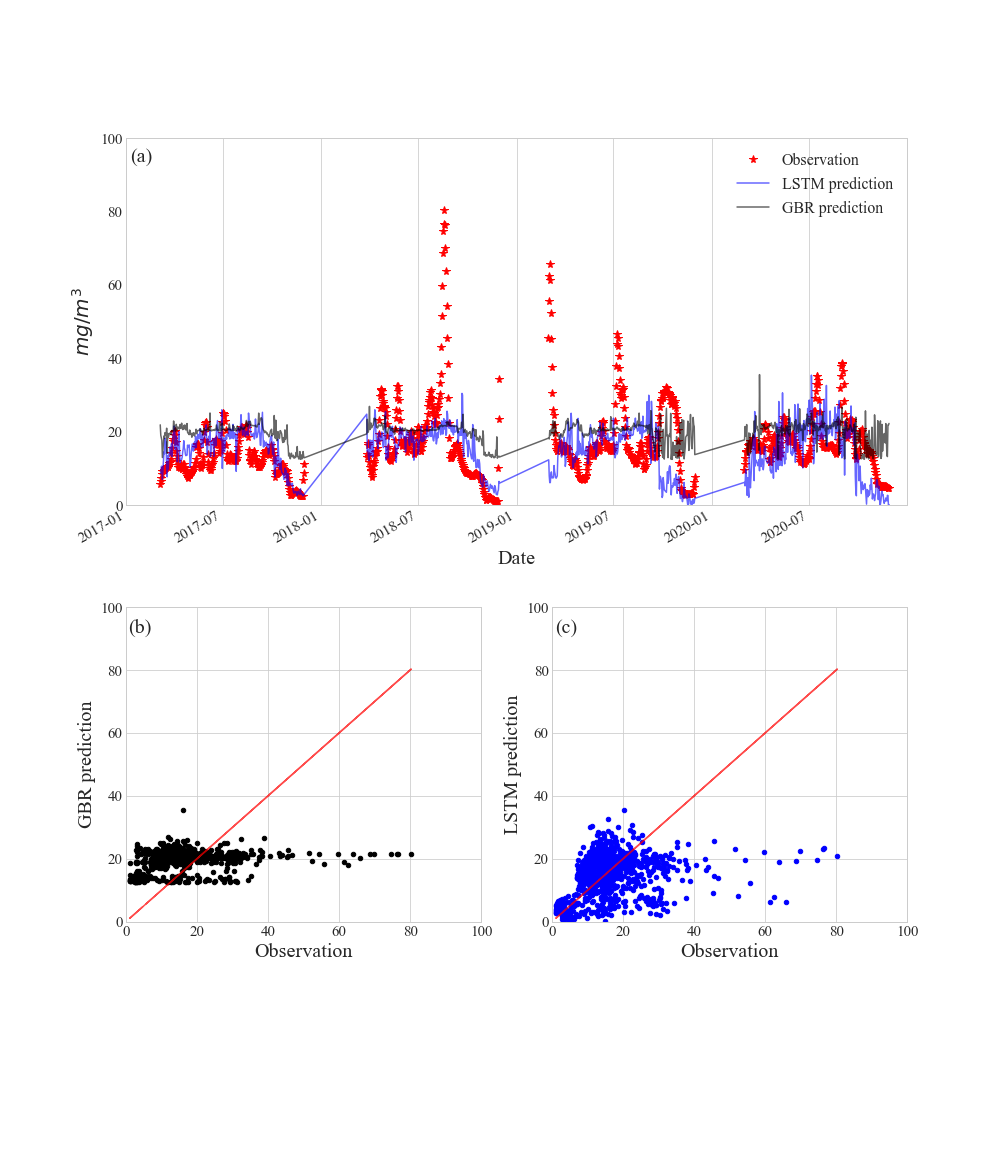 (a)
Observation
LSTM prediction
GBR prediction
100
80
60
40
20
0
mg/m³
2017-01
2017-07
2018-01
2018-07
2019-01
2019-07
2020-01
2020-07
Date
(b)
100
80
60
40
20
0
GBR prediction
0 20 40 60 80 100
Observation
(c)
100
80
60
40
20
0
LSTM prediction
0 20 40 60 80 100
Observation